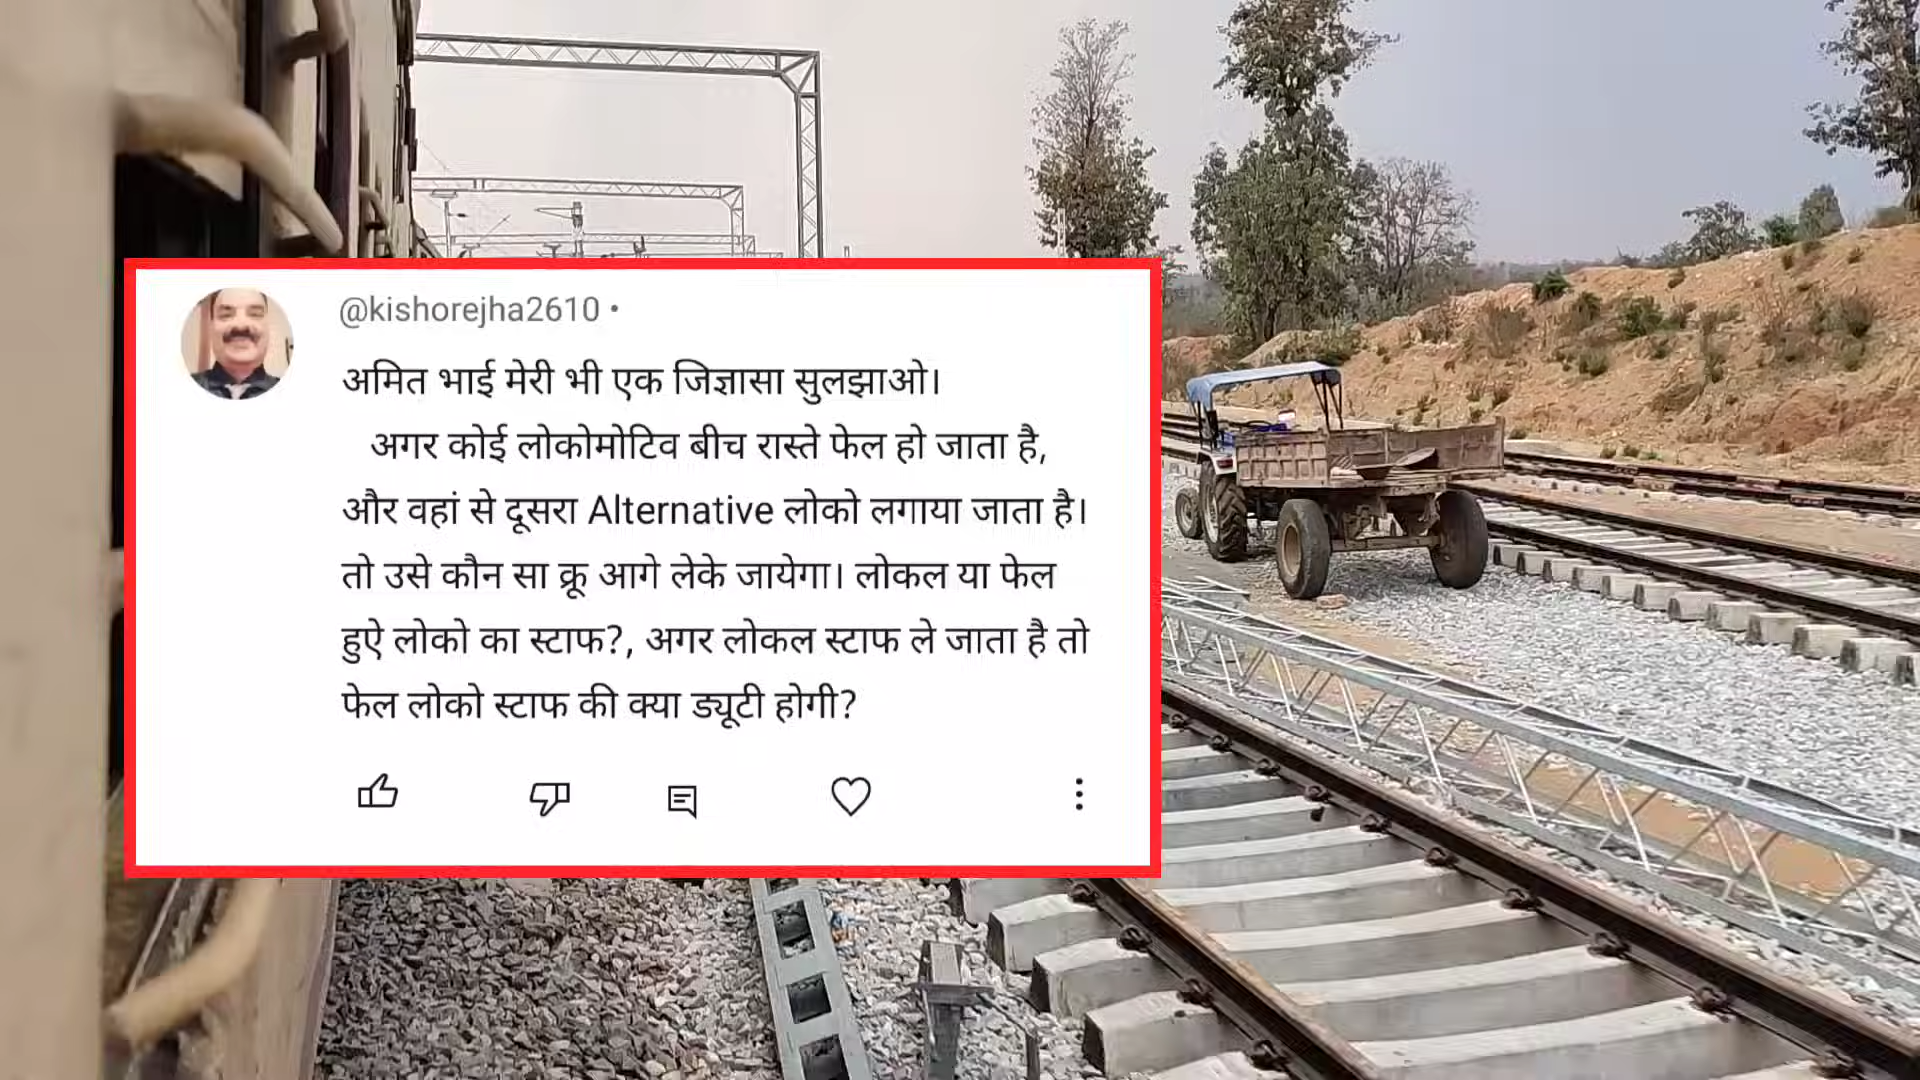 @kishorejha2610 •
अमित भाई मेरी भी एक जिज्ञासा सुलझाओ।
अगर कोई लोकोमोटिव बीच रास्ते फेल हो जाता है,
और वहां से दूसरा Alternative लोको लगाया जाता है।
तो उसे कौन सा क्रू आगे लेके जायेगा। लोकल या फेल
हुऐ लोको का स्टाफ?, अगर लोकल स्टाफ ले जाता है तो
फेल लोको स्टाफ की क्या ड्यूटी होगी?